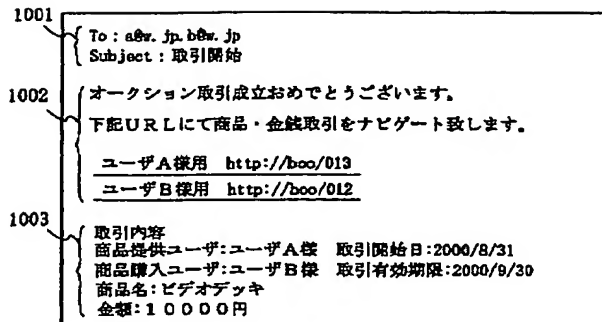 1001
To：a@w.jp.b@w.jp
Subject：取引開始
1002
オークション取引成立おめでとうございます。
下記URLにて商品・金銭取引をナビゲート致します。
ユーザA様用 http://boo/013
ユーザB様用 http://boo/012
1003
取引内容
商品提供ユーザ：ユーザA様 取引開始日：2000/8/31
商品購入ユーザ：ユーザB様 取引有効期限：2000/9/30
商品名：ビデオデッキ
金額：10000円